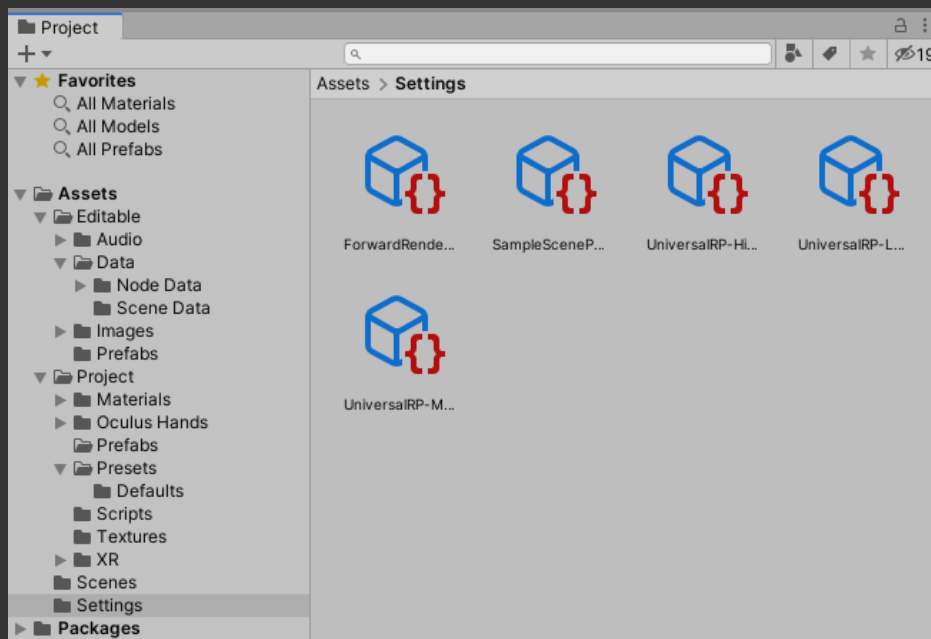 Project
19
Favorites
All Materials
All Models
All Prefabs
Assets
Editable
Audio
Data
Node Data
Scene Data
Images
Prefabs
Project
Materials
Oculus Hands
Prefabs
Presets
Defaults
Scripts
Textures
XR
Scenes
Settings
Packages
Assets > Settings
ForwardRende... SampleSceneP... UniversalRP-Hi... UniversalRP-L...
UniversalRP-M...